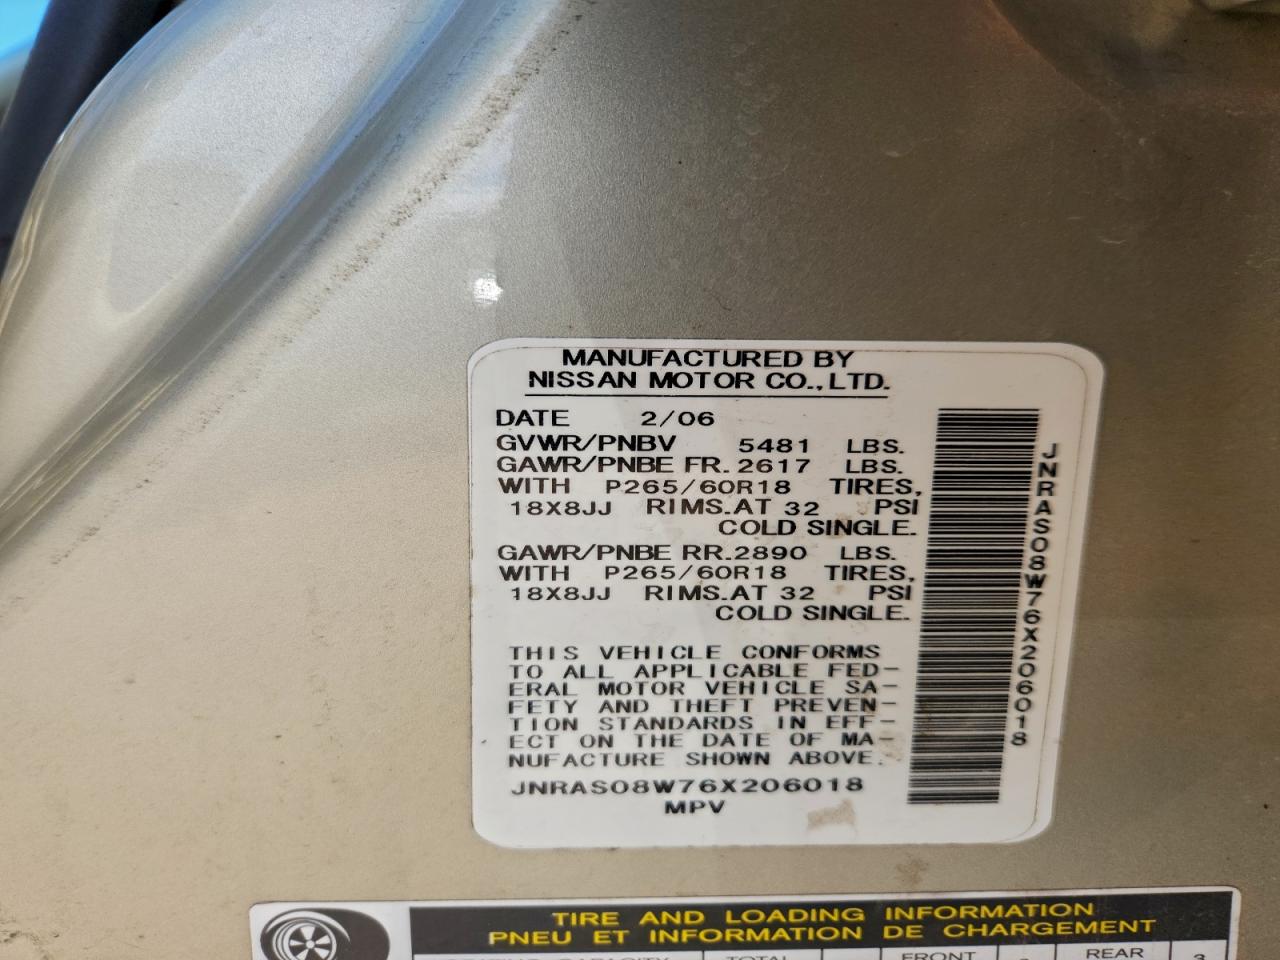 MANUFACTURED BY
NISSAN MOTOR CO.,LTD.
DATE 2/06
GVWR/PNBV 5481 LBS.
GAWR/PNBE FR. 2617 LBS.
WITH P265/60R18 TIRES,
18X8JJ RIMS.AT 32 PSI
COLD SINGLE.
GAWR/PNBE RR. 2890 LBS.
WITH P265/60R18 TIRES,
18X8JJ RIMS.AT 32 PSI
COLD SINGLE.
THIS VEHICLE CONFORMS
TO ALL APPLICABLE FED-
ERAL MOTOR VEHICLE SA-
FETY AND THEFT PREVEN-
TION STANDARDS IN EFF-
ECT ON THE DATE OF MA-
NUFACTURE SHOWN ABOVE.
JNRAS08W76X206018
MPV
JNRAS08W76X206018
TIRE AND LOADING INFORMATION
PNEU ET INFORMATION DE CHARGEMENT
SEATING CAPACITY TOTAL FRONT REAR 3